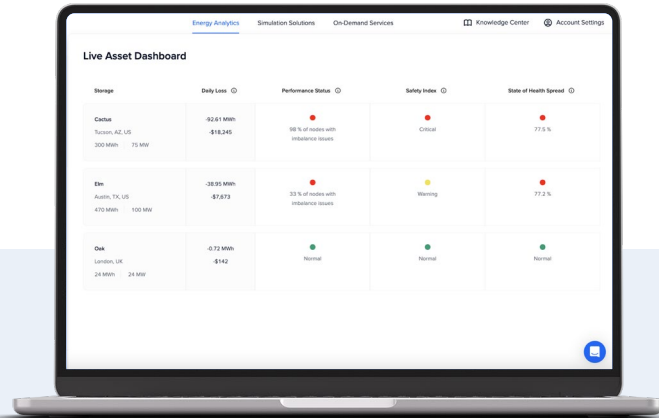 Energy Analytics Simulation Solutions On-Demand Services Knowledge Center Account Settings
Live Asset Dashboard
Storage Daily Loss Performance Status Safety Index State of Health Spread
Cactus
Tucson, AZ, US
300 MWh 75 MW
-92.61 MWh
-$18,245
98 % of nodes with
imbalance issues
Critical
77.5 %
Elm
Austin, TX, US
470 MWh 100 MW
-38.95 MWh
-$7,673
33 % of nodes with
imbalance issues
Warning
77.2 %
Oak
London, UK
24 MWh 24 MW
-0.72 MWh
-$142
Normal
Normal
Normal